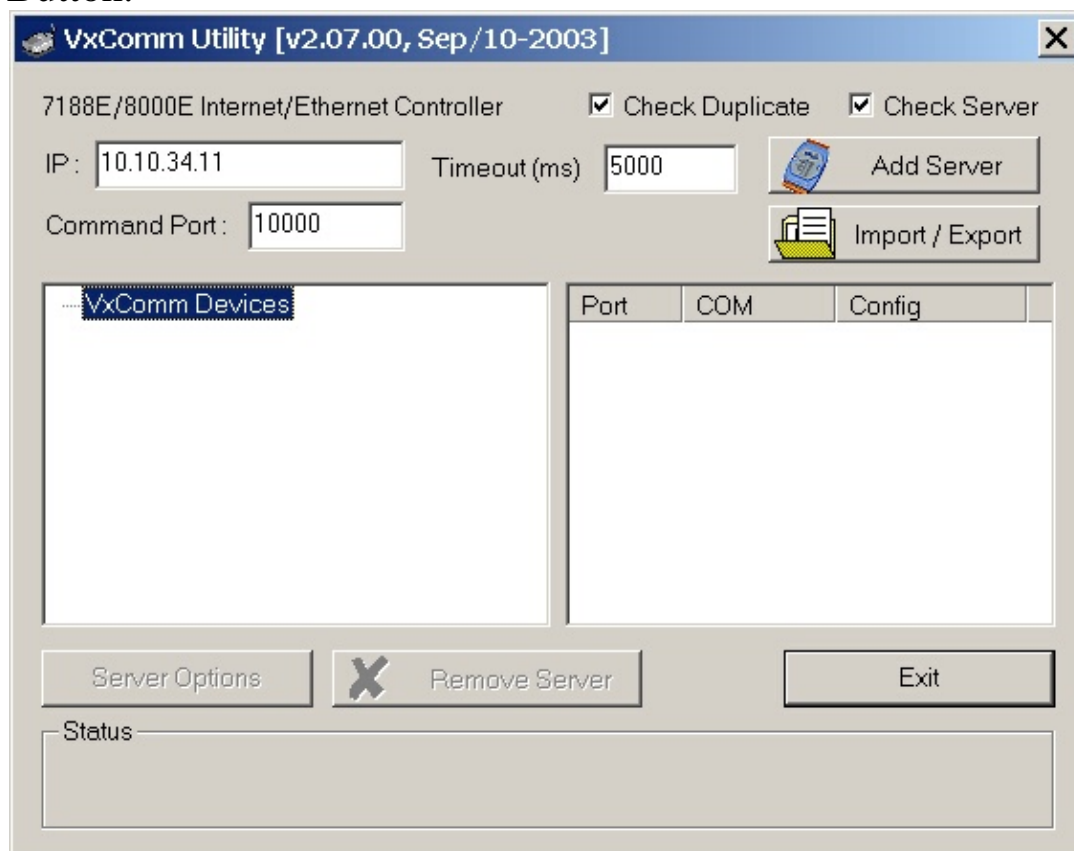 Button.
VxComm Utility [v2.07.00, Sep/10-2003]
7188E/8000E Internet/Ethernet Controller
Check Duplicate
Check Server
IP :
10.10.34.11
Timeout (ms)
5000
Add Server
Command Port :
10000
Import / Export
VxComm Devices
Port
COM
Config
Server Options
Remove Server
Exit
Status